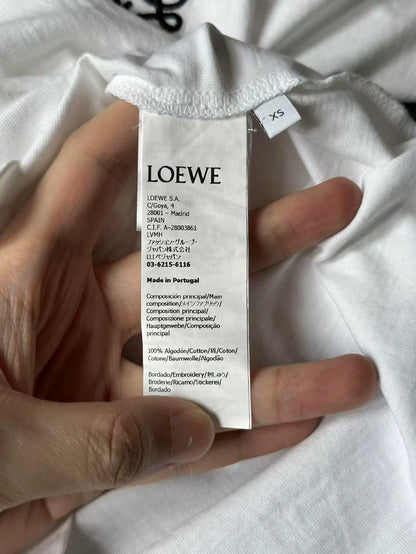 XS
LOEWE
LOEWE S.A.
C/Goya, 4
28001 - Madrid
SPAIN
C.I.F. A-28003861
LVMH
ファッション・グループ・
ジャパン株式会社
ロエベジャパン
03-6215-6116
Made in Portugal
Composición principal/Main
composition/メインファブリック/
Composition principal/
Composizione principale/
Hauptgewebe/Composição
principal
100% Algodón/Cotton/綿/Coton/
Cotone/Baumwolle/Algodão
Bordado/Embroidery/刺しゅう/
Broderie/Ricamo/Stickerei/
Bordado